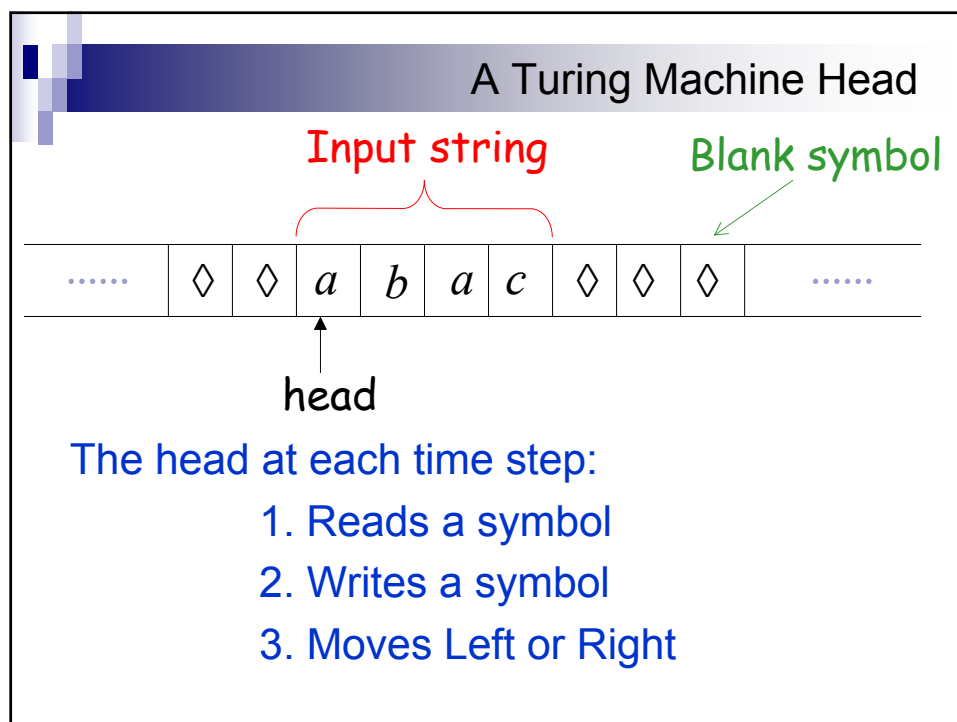 A Turing Machine Head
Input string
Blank symbol
...... ◊ ◊ a b a c ◊ ◊ ◊ ......
head
The head at each time step:
1. Reads a symbol
2. Writes a symbol
3. Moves Left or Right